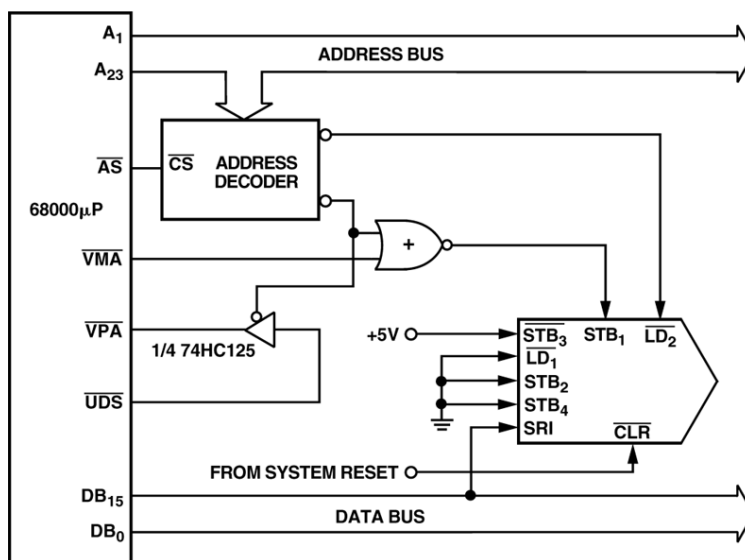 A1
ADDRESS BUS
A23
AS
CS
ADDRESS
DECODER
68000µP
+
VMA
VPA
1/4 74HC125
+5V
STB3
STB1
LD2
LD1
STB2
UDS
STB4
SRI
CLR
FROM SYSTEM RESET
DB15
DATA BUS
DB0